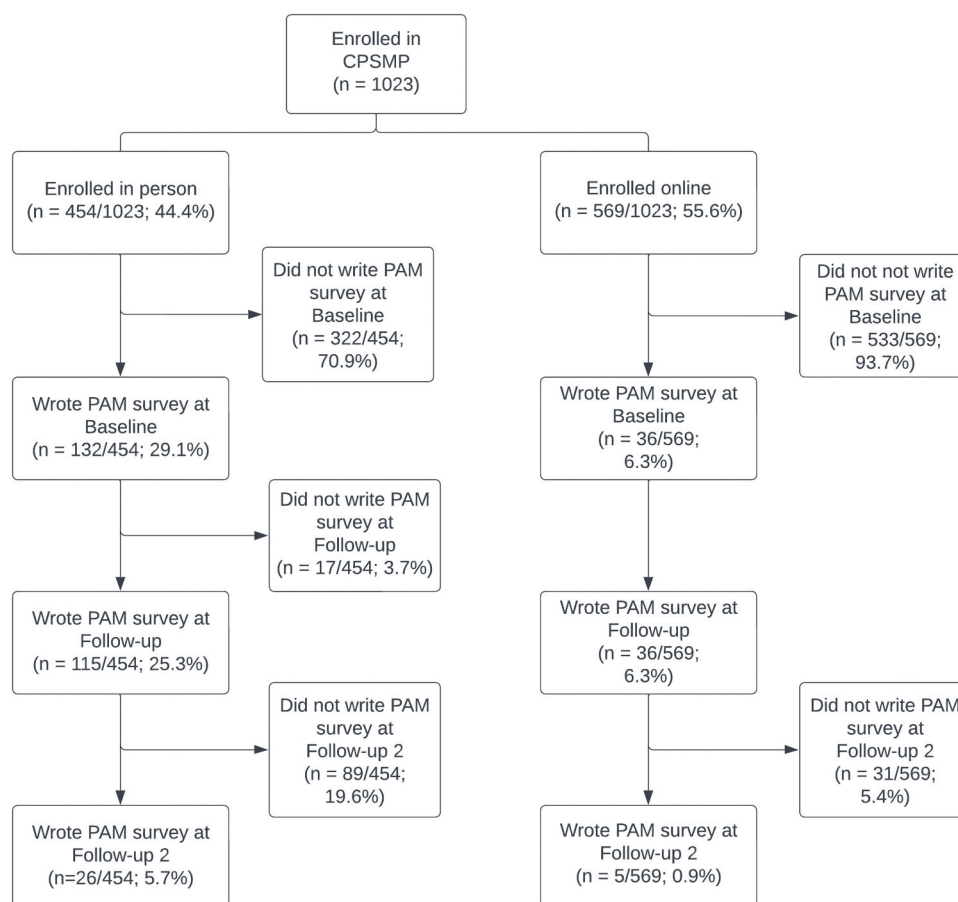 Enrolled in
CPSMP
(n = 1023)
Enrolled in person
(n = 454/1023; 44.4%)
Enrolled online
(n = 569/1023; 55.6%)
Did not write PAM
survey at
Baseline
(n = 322/454;
70.9%)
Did not not write
PAM survey at
Baseline
(n = 533/569;
93.7%)
Wrote PAM survey at
Baseline
(n = 132/454; 29.1%)
Wrote PAM survey at
Baseline
(n = 36/569;
6.3%)
Did not write PAM
survey at
Follow-up
(n = 17/454; 3.7%)
Wrote PAM survey at
Follow-up
(n = 115/454; 25.3%)
Wrote PAM survey at
Follow-up
(n = 36/569;
6.3%)
Did not write PAM
survey at
Follow-up 2
(n = 89/454;
19.6%)
Did not write PAM
survey at
Follow-up 2
(n = 31/569;
5.4%)
Wrote PAM survey at
Follow-up 2
(n=26/454; 5.7%)
Wrote PAM survey at
Follow-up 2
(n = 5/569; 0.9%)